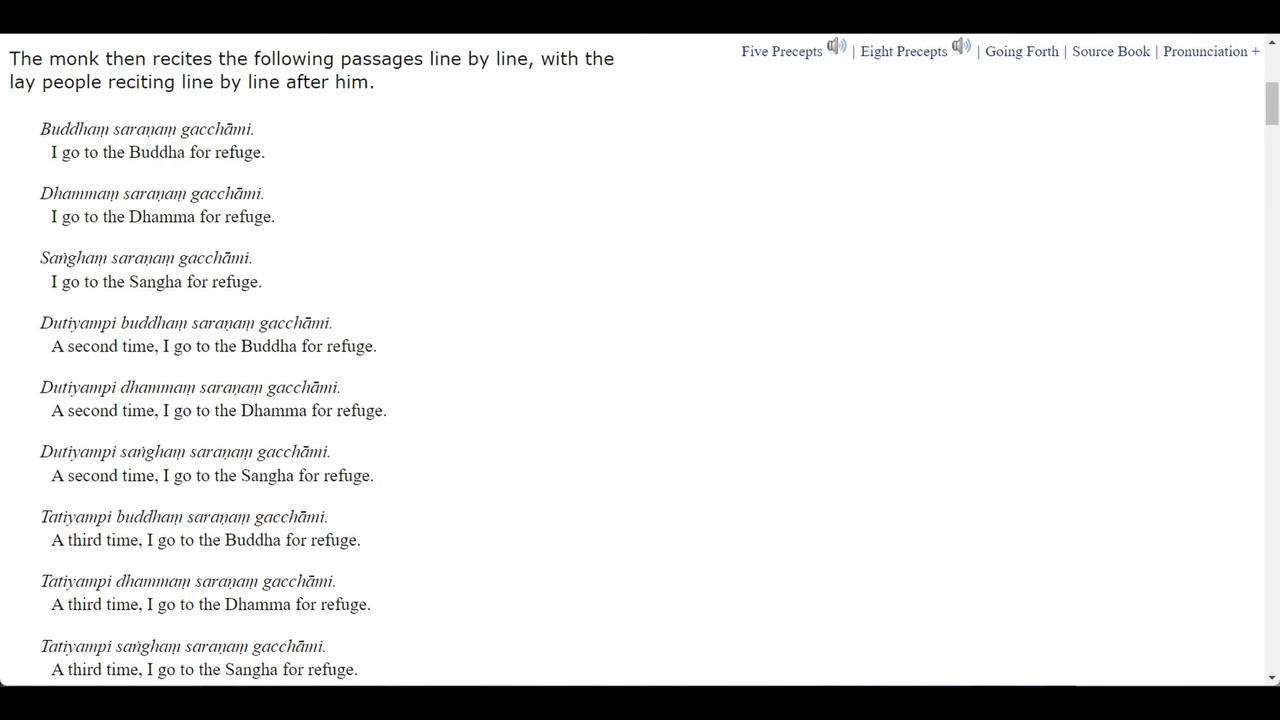 Five Precepts | Eight Precepts | Going Forth | Source Book | Pronunciation +
The monk then recites the following passages line by line, with the
lay people reciting line by line after him.
Buddhaṃ saraṇaṃ gacchāmi.
I go to the Buddha for refuge.
Dhammaṃ saraṇaṃ gacchāmi.
I go to the Dhamma for refuge.
Saṅghaṃ saraṇaṃ gacchāmi.
I go to the Sangha for refuge.
Dutiyampi buddhaṃ saraṇaṃ gacchāmi.
A second time, I go to the Buddha for refuge.
Dutiyampi dhammaṃ saraṇaṃ gacchāmi.
A second time, I go to the Dhamma for refuge.
Dutiyampi saṅghaṃ saraṇaṃ gacchāmi.
A second time, I go to the Sangha for refuge.
Tatiyampi buddhaṃ saraṇaṃ gacchāmi.
A third time, I go to the Buddha for refuge.
Tatiyampi dhammaṃ saraṇaṃ gacchāmi.
A third time, I go to the Dhamma for refuge.
Tatiyampi saṅghaṃ saraṇaṃ gacchāmi.
A third time, I go to the Sangha for refuge.